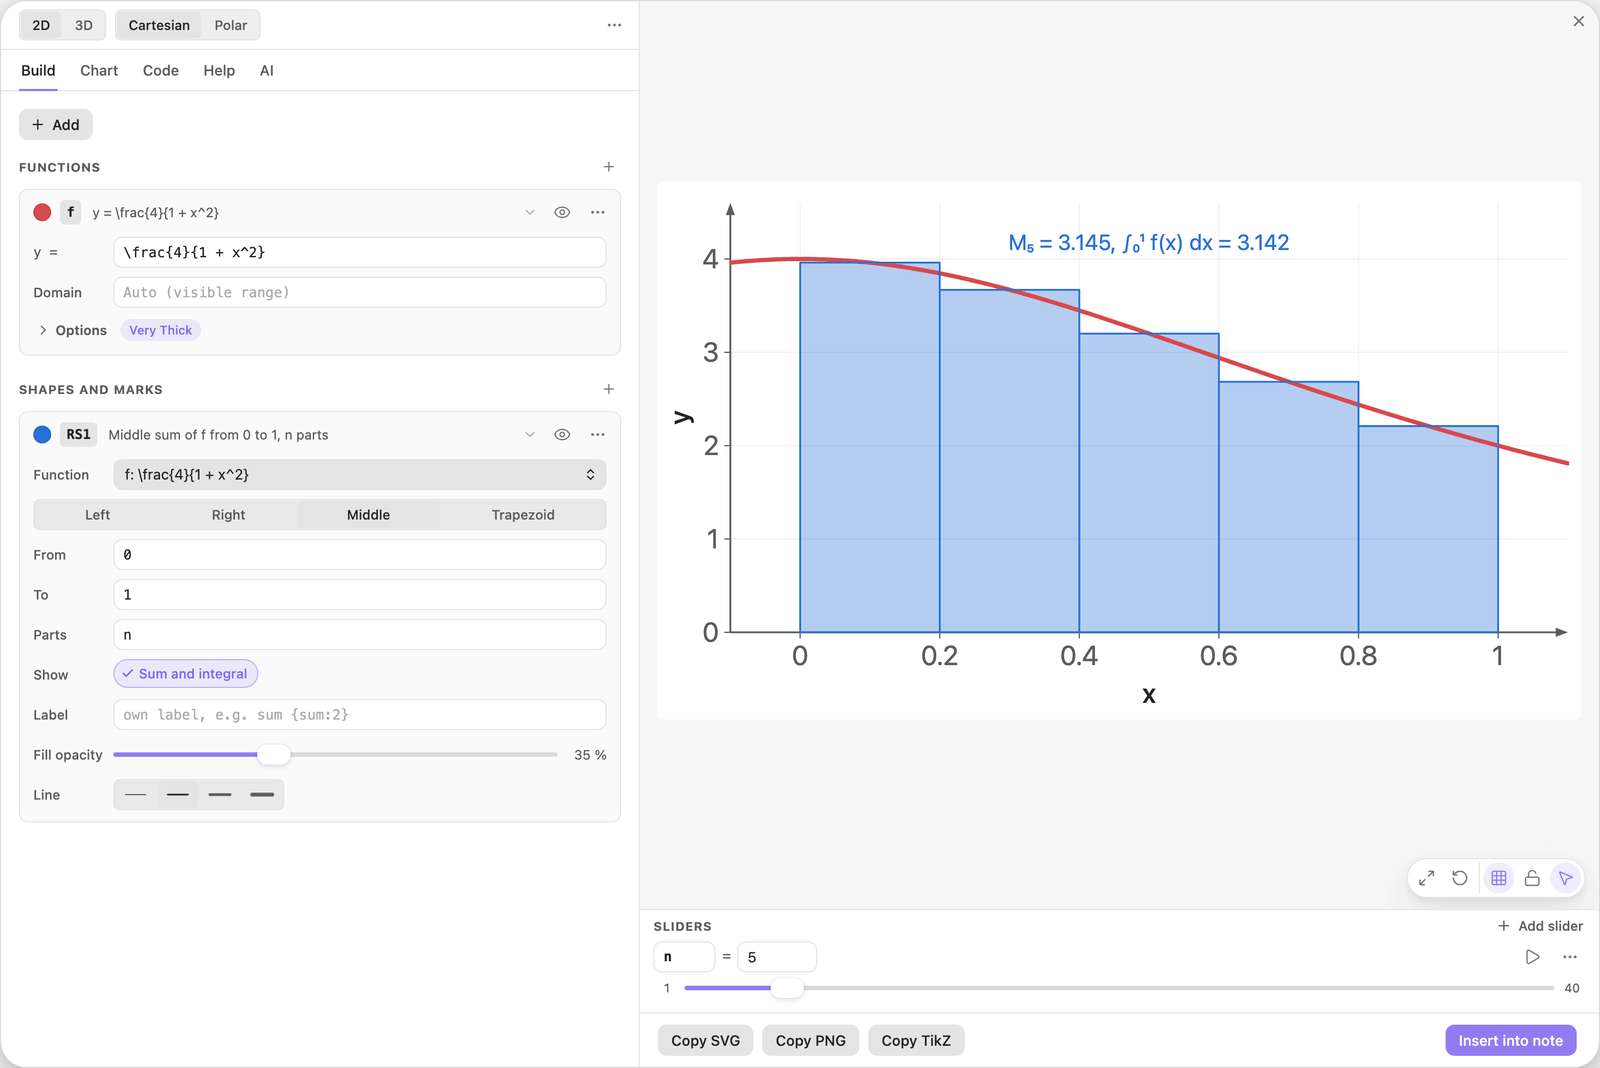 2D 3D Cartesian Polar
Build Chart Code Help AI
+ Add
FUNCTIONS
f y = \frac{4}{1 + x^2}
y = \frac{4}{1 + x^2}
Domain Auto (visible range)
Options Very Thick
SHAPES AND MARKS
RS1 Middle sum of f from 0 to 1, n parts
Function f: \frac{4}{1 + x^2}
Left Right Middle Trapezoid
From 0
To 1
Parts n
Show Sum and integral
Label own label, e.g. sum {sum:2}
Fill opacity 35 %
Line
M₅ = 3.145, ∫₀¹ f(x) dx = 3.142
4
3
y
2
1
0
0 0.2 0.4 0.6 0.8 1
x
SLIDERS + Add slider
n = 5
1 40
Copy SVG Copy PNG Copy TikZ Insert into note